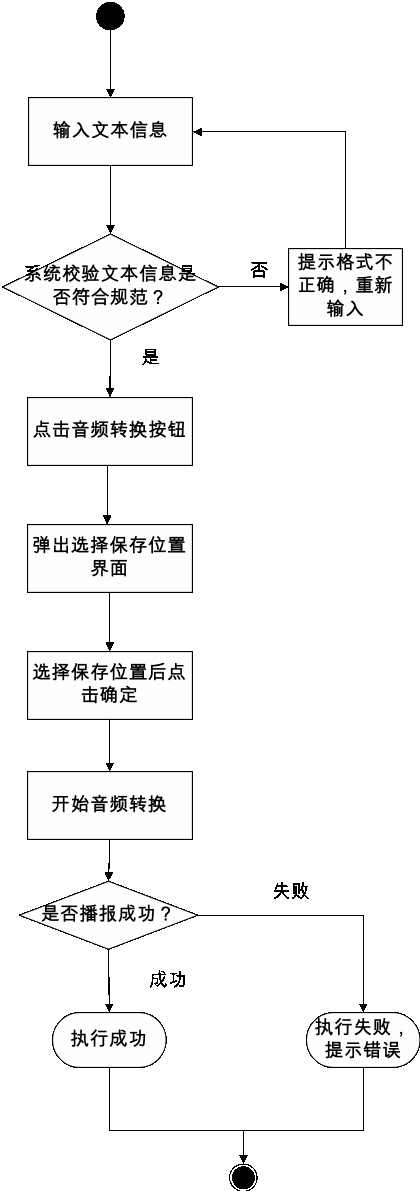 输入文本信息
系统校验文本信息是
否符合规范？
否
提示格式不
正确，重新
输入
是
点击音频转换按钮
弹出选择保存位置
界面
选择保存位置后点
击确定
开始音频转换
是否播报成功？
失败
成功
执行成功
执行失败，
提示错误